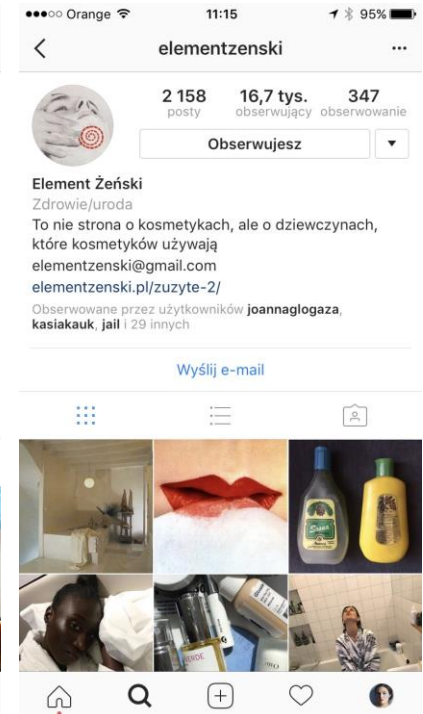 Orange 11:15 95%
elementzenski
2 158 16,7 tys. 347
posty obserwujący obserwowanie
Obserwujesz
Element Żeński
Zdrowie/uroda
To nie strona o kosmetykach, ale o dziewczynach,
które kosmetyków używają
elementzenski@gmail.com
elementzenski.pl/zuzyte-2/
Obserwowane przez użytkowników joannaglogaza,
kasiakauk, jail i 29 innych
Wyślij e-mail